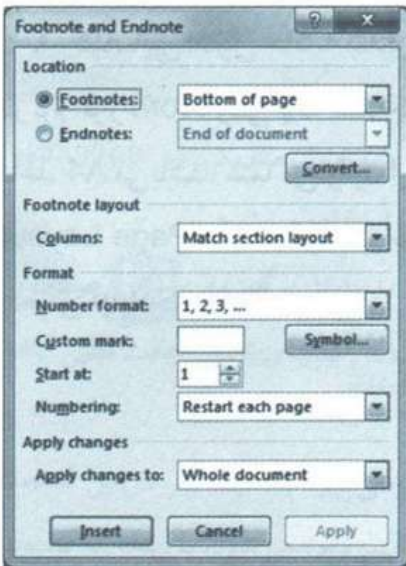 Footnote and Endnote
Location
Footnotes: Bottom of page
Endnotes: End of document
Convert...
Footnote layout
Columns: Match section layout
Format
Number format: 1, 2, 3, ...
Custom mark: Symbol...
Start at: 1
Numbering: Restart each page
Apply changes
Apply changes to: Whole document
Insert Cancel Apply